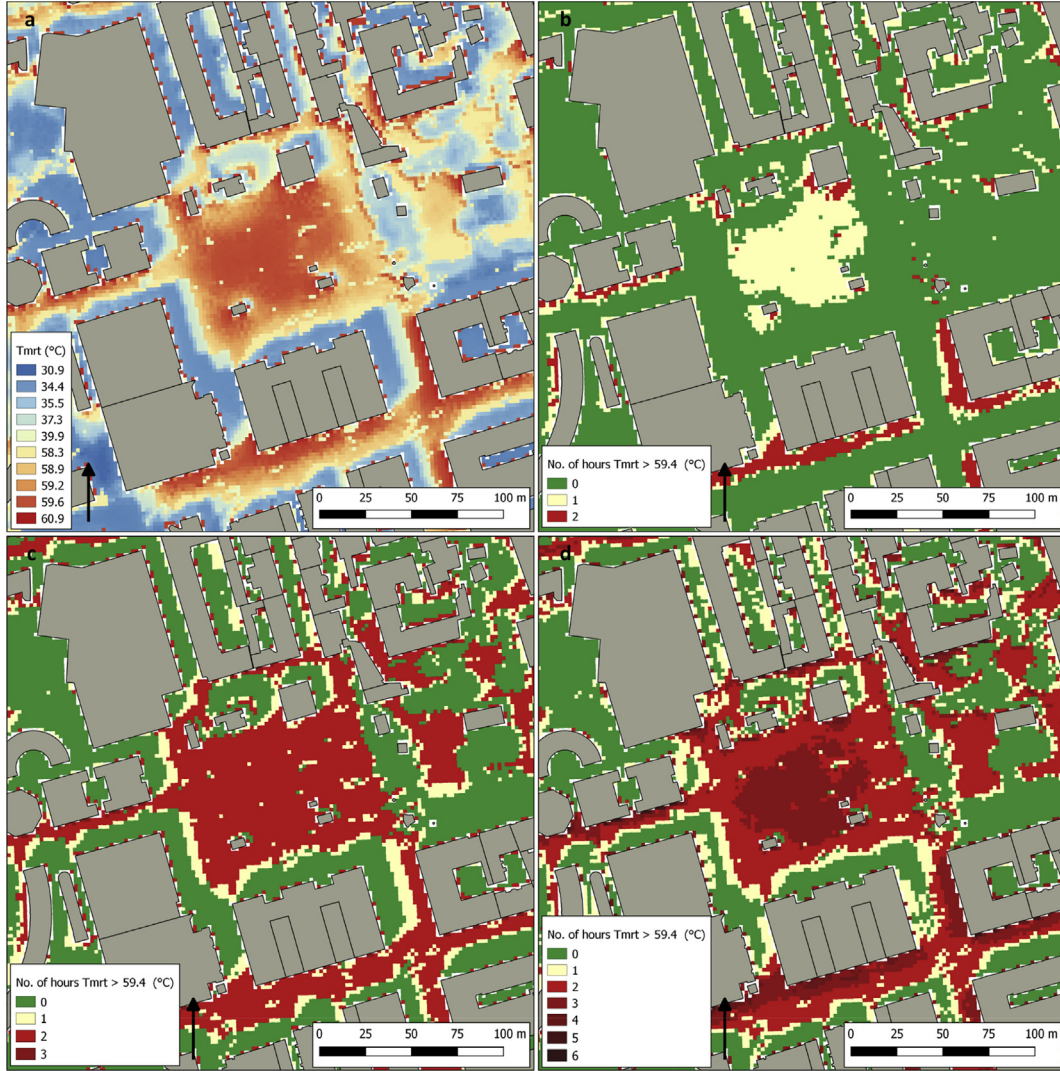 a
Tmrt (°C)
30.9
34.4
35.5
37.3
39.9
58.3
58.9
59.2
59.6
60.9
0 25 50 75 100 m
b
No. of hours Tmrt > 59.4 (°C)
0
1
2
0 25 50 75 100 m
c
No. of hours Tmrt > 59.4 (°C)
0
1
2
3
0 25 50 75 100 m
d
No. of hours Tmrt > 59.4 (°C)
0
1
2
3
4
5
6
0 25 50 75 100 m